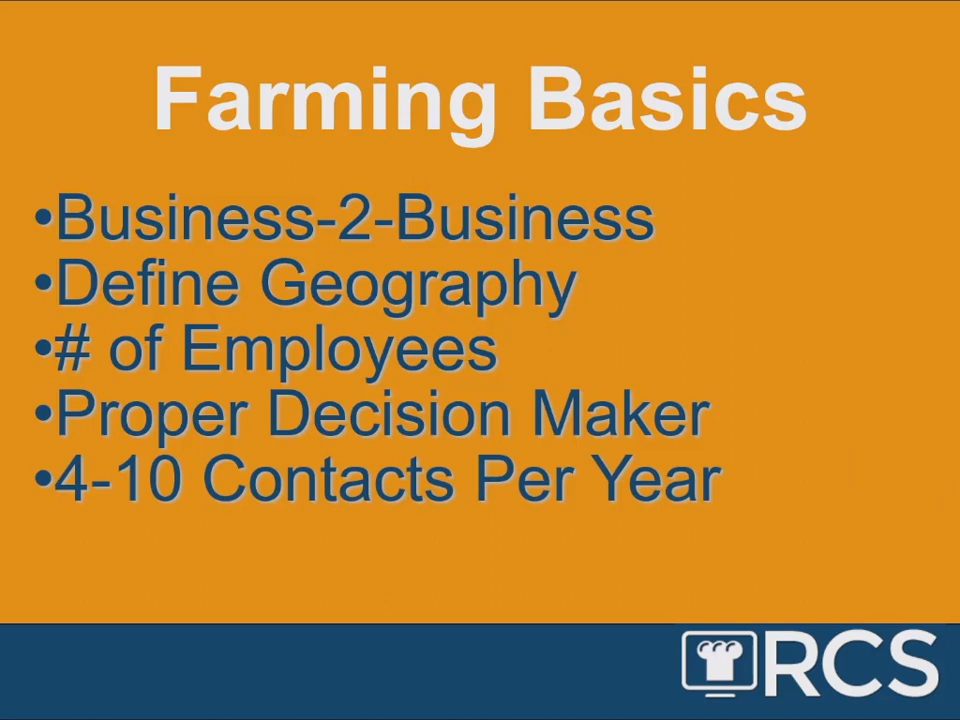 Farming Basics
•Business-2-Business
•Define Geography
•# of Employees
•Proper Decision Maker
•4-10 Contacts Per Year
RCS